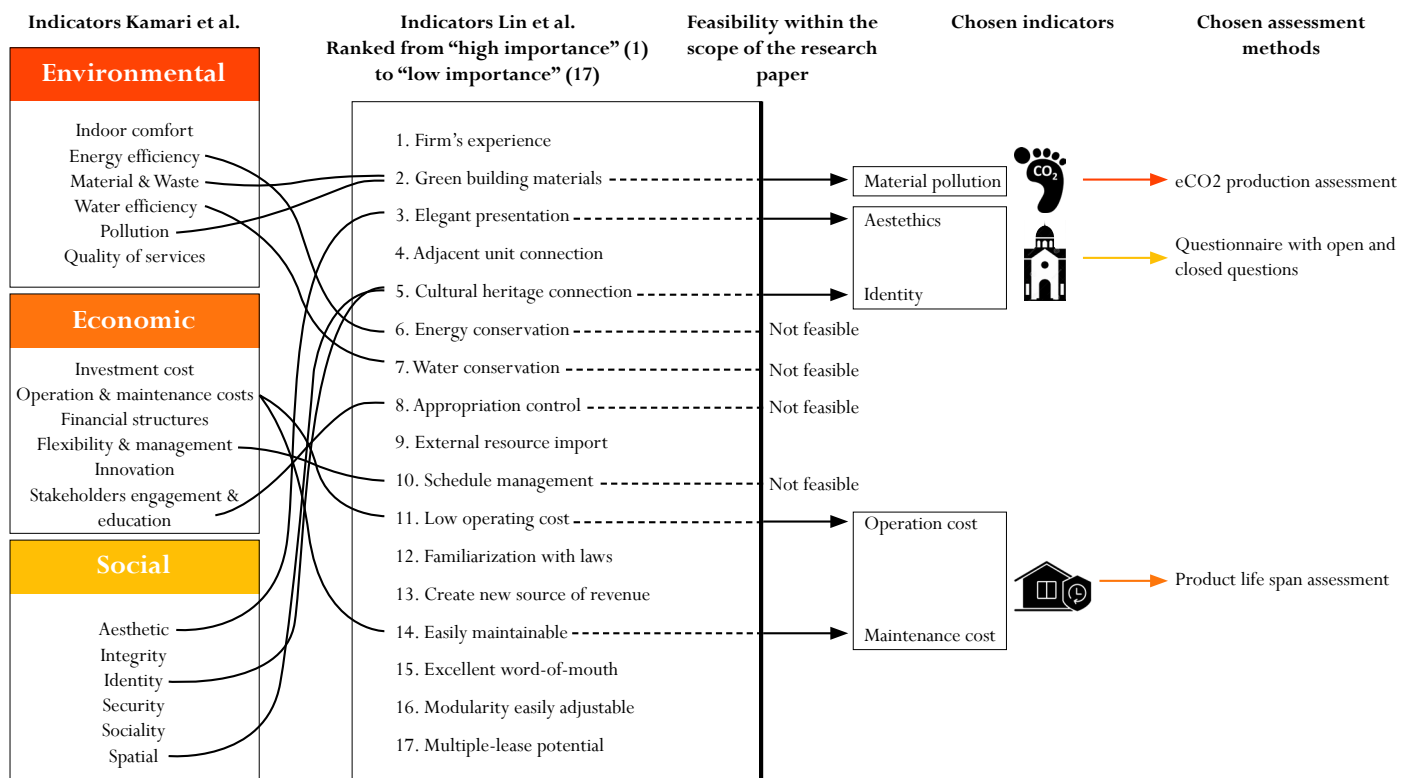 Indicators Kamari et al.
Environmental
Indoor comfort
Energy efficiency
Material & Waste
Water efficiency
Pollution
Quality of services
Economic
Investment cost
Operation & maintenance costs
Financial structures
Flexibility & management
Innovation
Stakeholders engagement &
education
Social
Aesthetic
Integrity
Identity
Security
Sociality
Spatial
Indicators Lin et al.
Ranked from “high importance” (1)
to “low importance” (17)
1. Firm’s experience
2. Green building materials
3. Elegant presentation
4. Adjacent unit connection
5. Cultural heritage connection
6. Energy conservation
7. Water conservation
8. Appropriation control
9. External resource import
10. Schedule management
11. Low operating cost
12. Familiarization with laws
13. Create new source of revenue
14. Easily maintainable
15. Excellent word-of-mouth
16. Modularity easily adjustable
17. Multiple-lease potential
Feasibility within the
scope of the research
paper
Not feasible
Not feasible
Not feasible
Not feasible
Chosen indicators
Material pollution
CO2
Aestethics
Identity
Operation cost
Maintenance cost
Chosen assessment
methods
eCO2 production assessment
Questionnaire with open and
closed questions
Product life span assessment